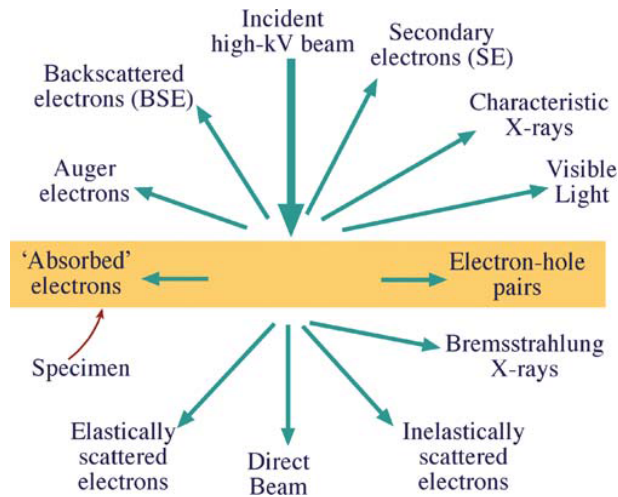 Incident
high-kV beam
Secondary
electrons (SE)
Backscattered
electrons (BSE)
Characteristic
X-rays
Auger
electrons
Visible
Light
‘Absorbed’
electrons
Electron-hole
pairs
Specimen
Bremsstrahlung
X-rays
Elastically
scattered
electrons
Direct
Beam
Inelastically
scattered
electrons